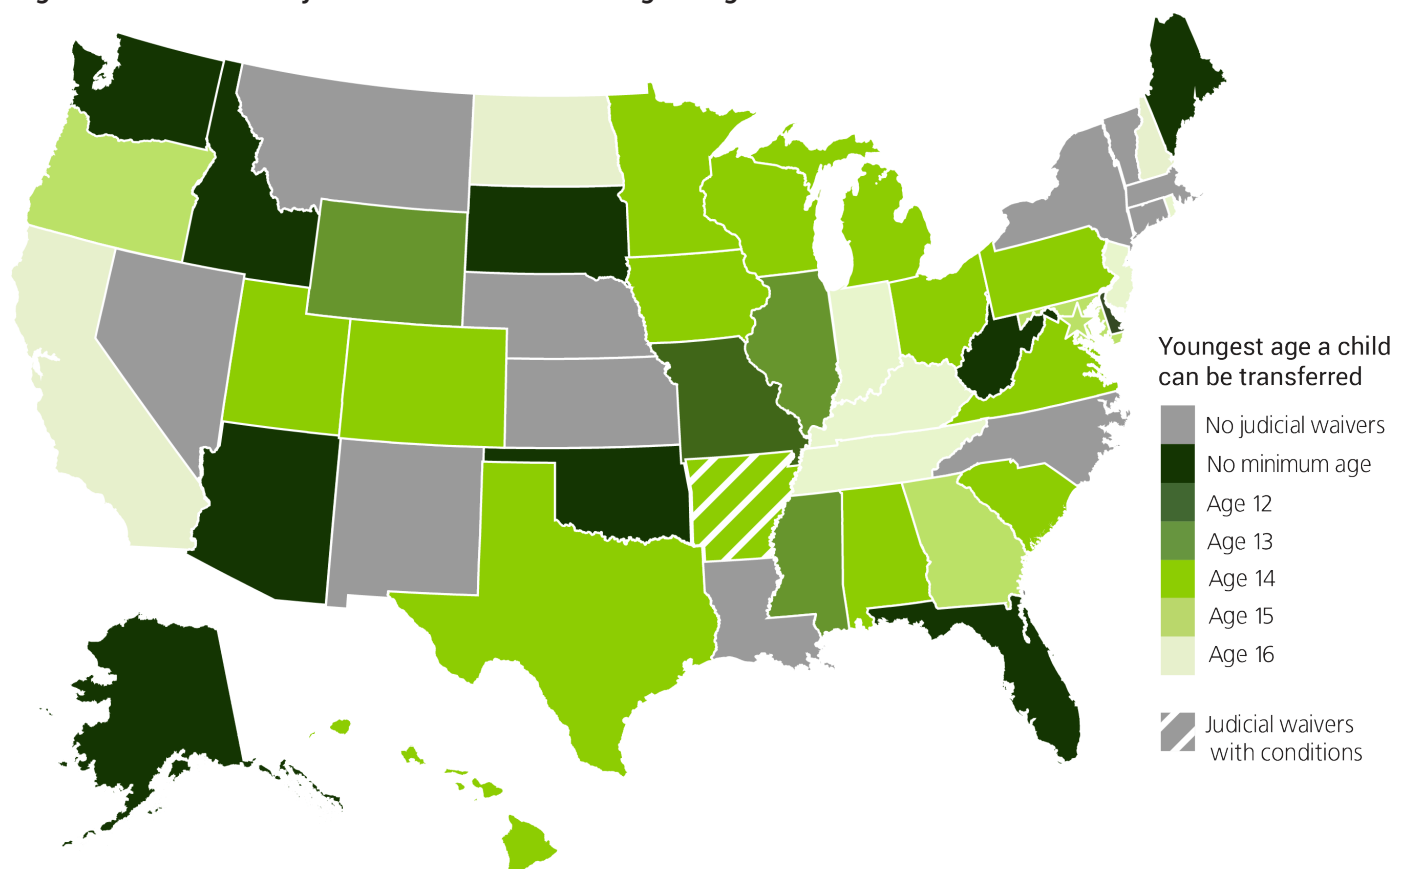 Youngest age a child
can be transferred
No judicial waivers
No minimum age
Age 12
Age 13
Age 14
Age 15
Age 16
Judicial waivers
with conditions